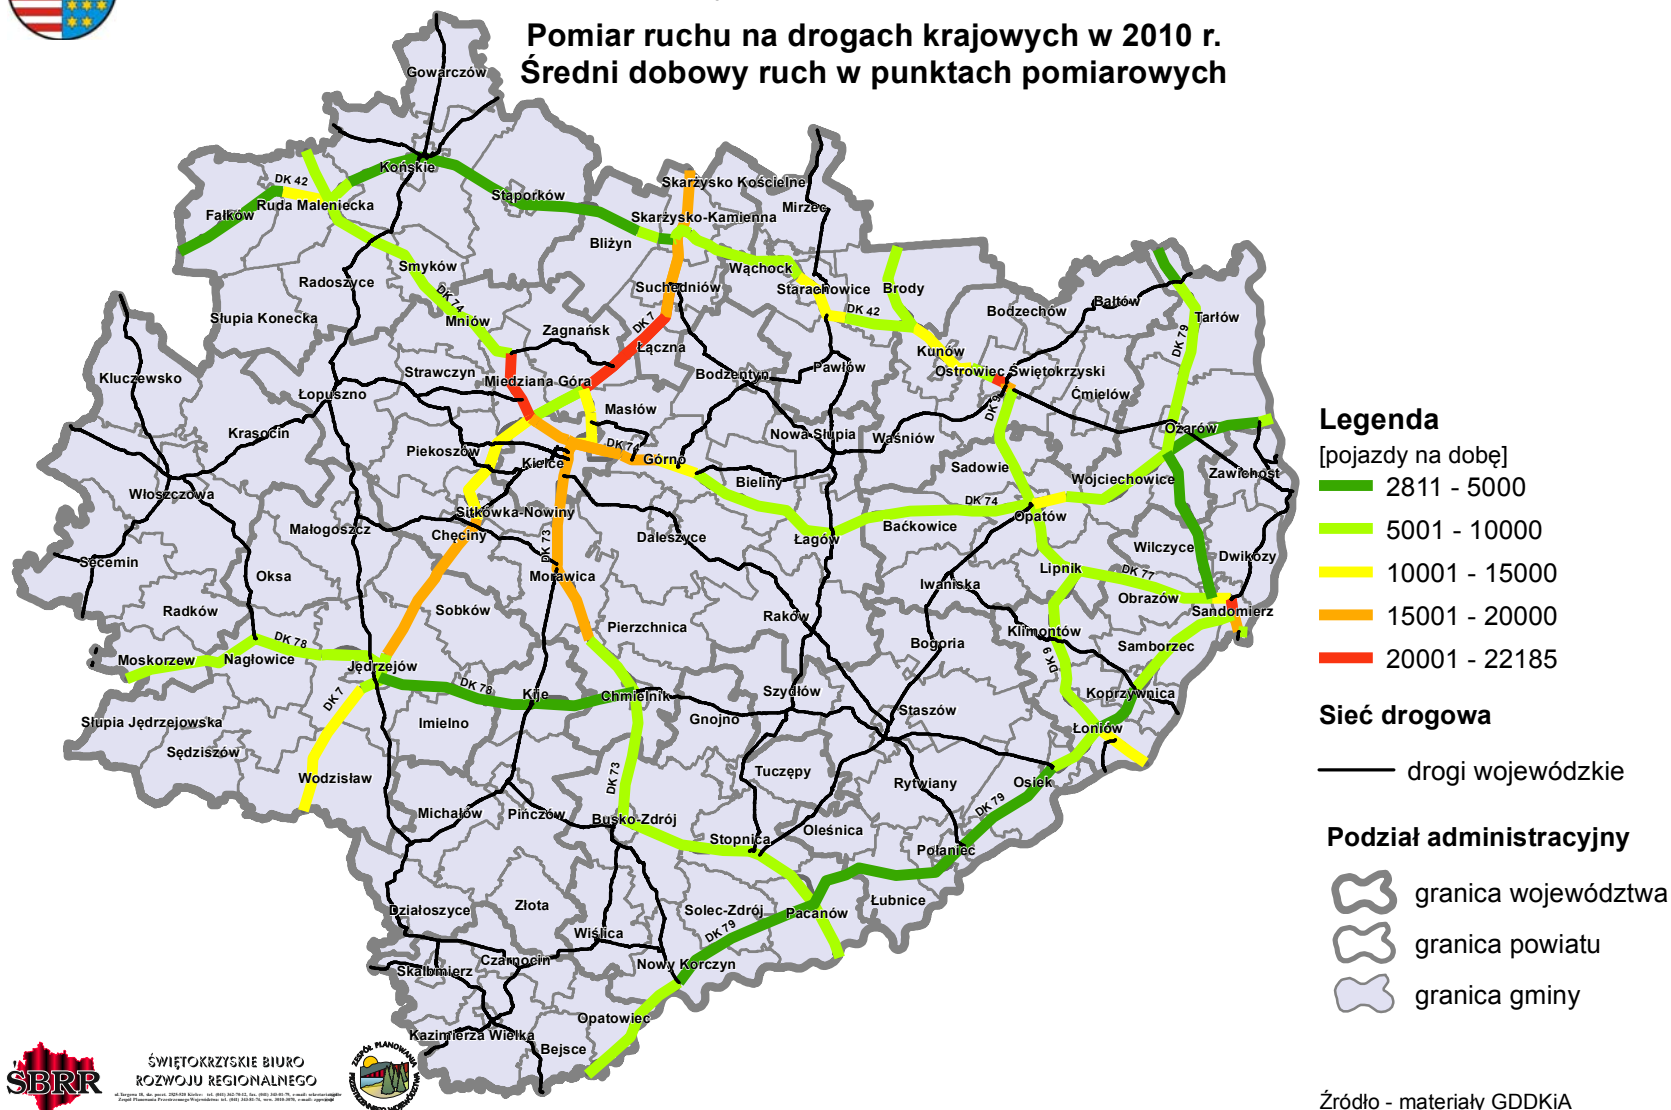 Pomiar ruchu na drogach krajowych w 2010 r.
Średni dobowy ruch w punktach pomiarowych
Gowarczów
Końskie
Skarżysko Kościelne
DK 42
Fałków
Ruda Maleniecka
Stąporków
Skarżysko-Kamienna
Mirzec
Bliżyn
Smyków
Wąchock
Radoszyce
Suchedniów
Starachowice
Brody
DK 74
Bałtów
Słupia Konecka
Mniów
Zagnańsk
DK 7
DK 42
Bodzechów
Tarłów
DK 79
Łączna
Kunów
Kluczewsko
Strawczyn
Miedziana Góra
Bodzentyn
Pawłów
Ostrowiec Świętokrzyski
Łopuszno
Masłów
DK 9
Ćmielów
Krasocin
Nowa Słupia
Waśniów
Ożarów
Piekoszów
Kielce
DK 74
Górno
Sadowie
Wojciechowice
Zawichost
Włoszczowa
Bieliny
DK 74
Sitkówka-Nowiny
Opatów
Małogoszcz
Chęciny
DK 73
Daleszyce
Łagów
Baćkowice
Wilczyce
Dwikozy
Secemin
Oksa
Morawica
Iwaniska
Lipnik
DK 77
Obrazów
Radków
Sobków
Pierzchnica
Raków
Sandomierz
Klimontów
Bogoria
Samborzec
DK 78
Moskorzew
Nagłowice
Jędrzejów
DK 9
DK 78
Kije
Chmielnik
Szydłów
Koprzywnica
DK 7
Słupia Jędrzejowska
Imielno
Gnojno
Staszów
Łoniów
Sędziszów
Wodzisław
DK 73
Tuczępy
Rytwiany
Osiek
DK 79
Michałów
Pińczów
Busko-Zdrój
Stopnica
Oleśnica
Połaniec
Działoszyce
Złota
Solec-Zdrój
Pacanów
Łubnice
DK 79
Wiślica
Skalbmierz
Czarnocin
Nowy Korczyn
Opatowiec
Kazimierza Wielka
Bejsce
Legenda
[pojazdy na dobę]
2811 - 5000
5001 - 10000
10001 - 15000
15001 - 20000
20001 - 22185
Sieć drogowa
drogi wojewódzkie
Podział administracyjny
granica województwa
granica powiatu
granica gminy
ŚBRR
ŚWIĘTOKRZYSKIE BIURO
ROZWOJU REGIONALNEGO
ZESPÓŁ PLANOWANIA
PRZESTRZENNEGO WOJEWÓDZTWA
Źródło - materiały GDDKiA